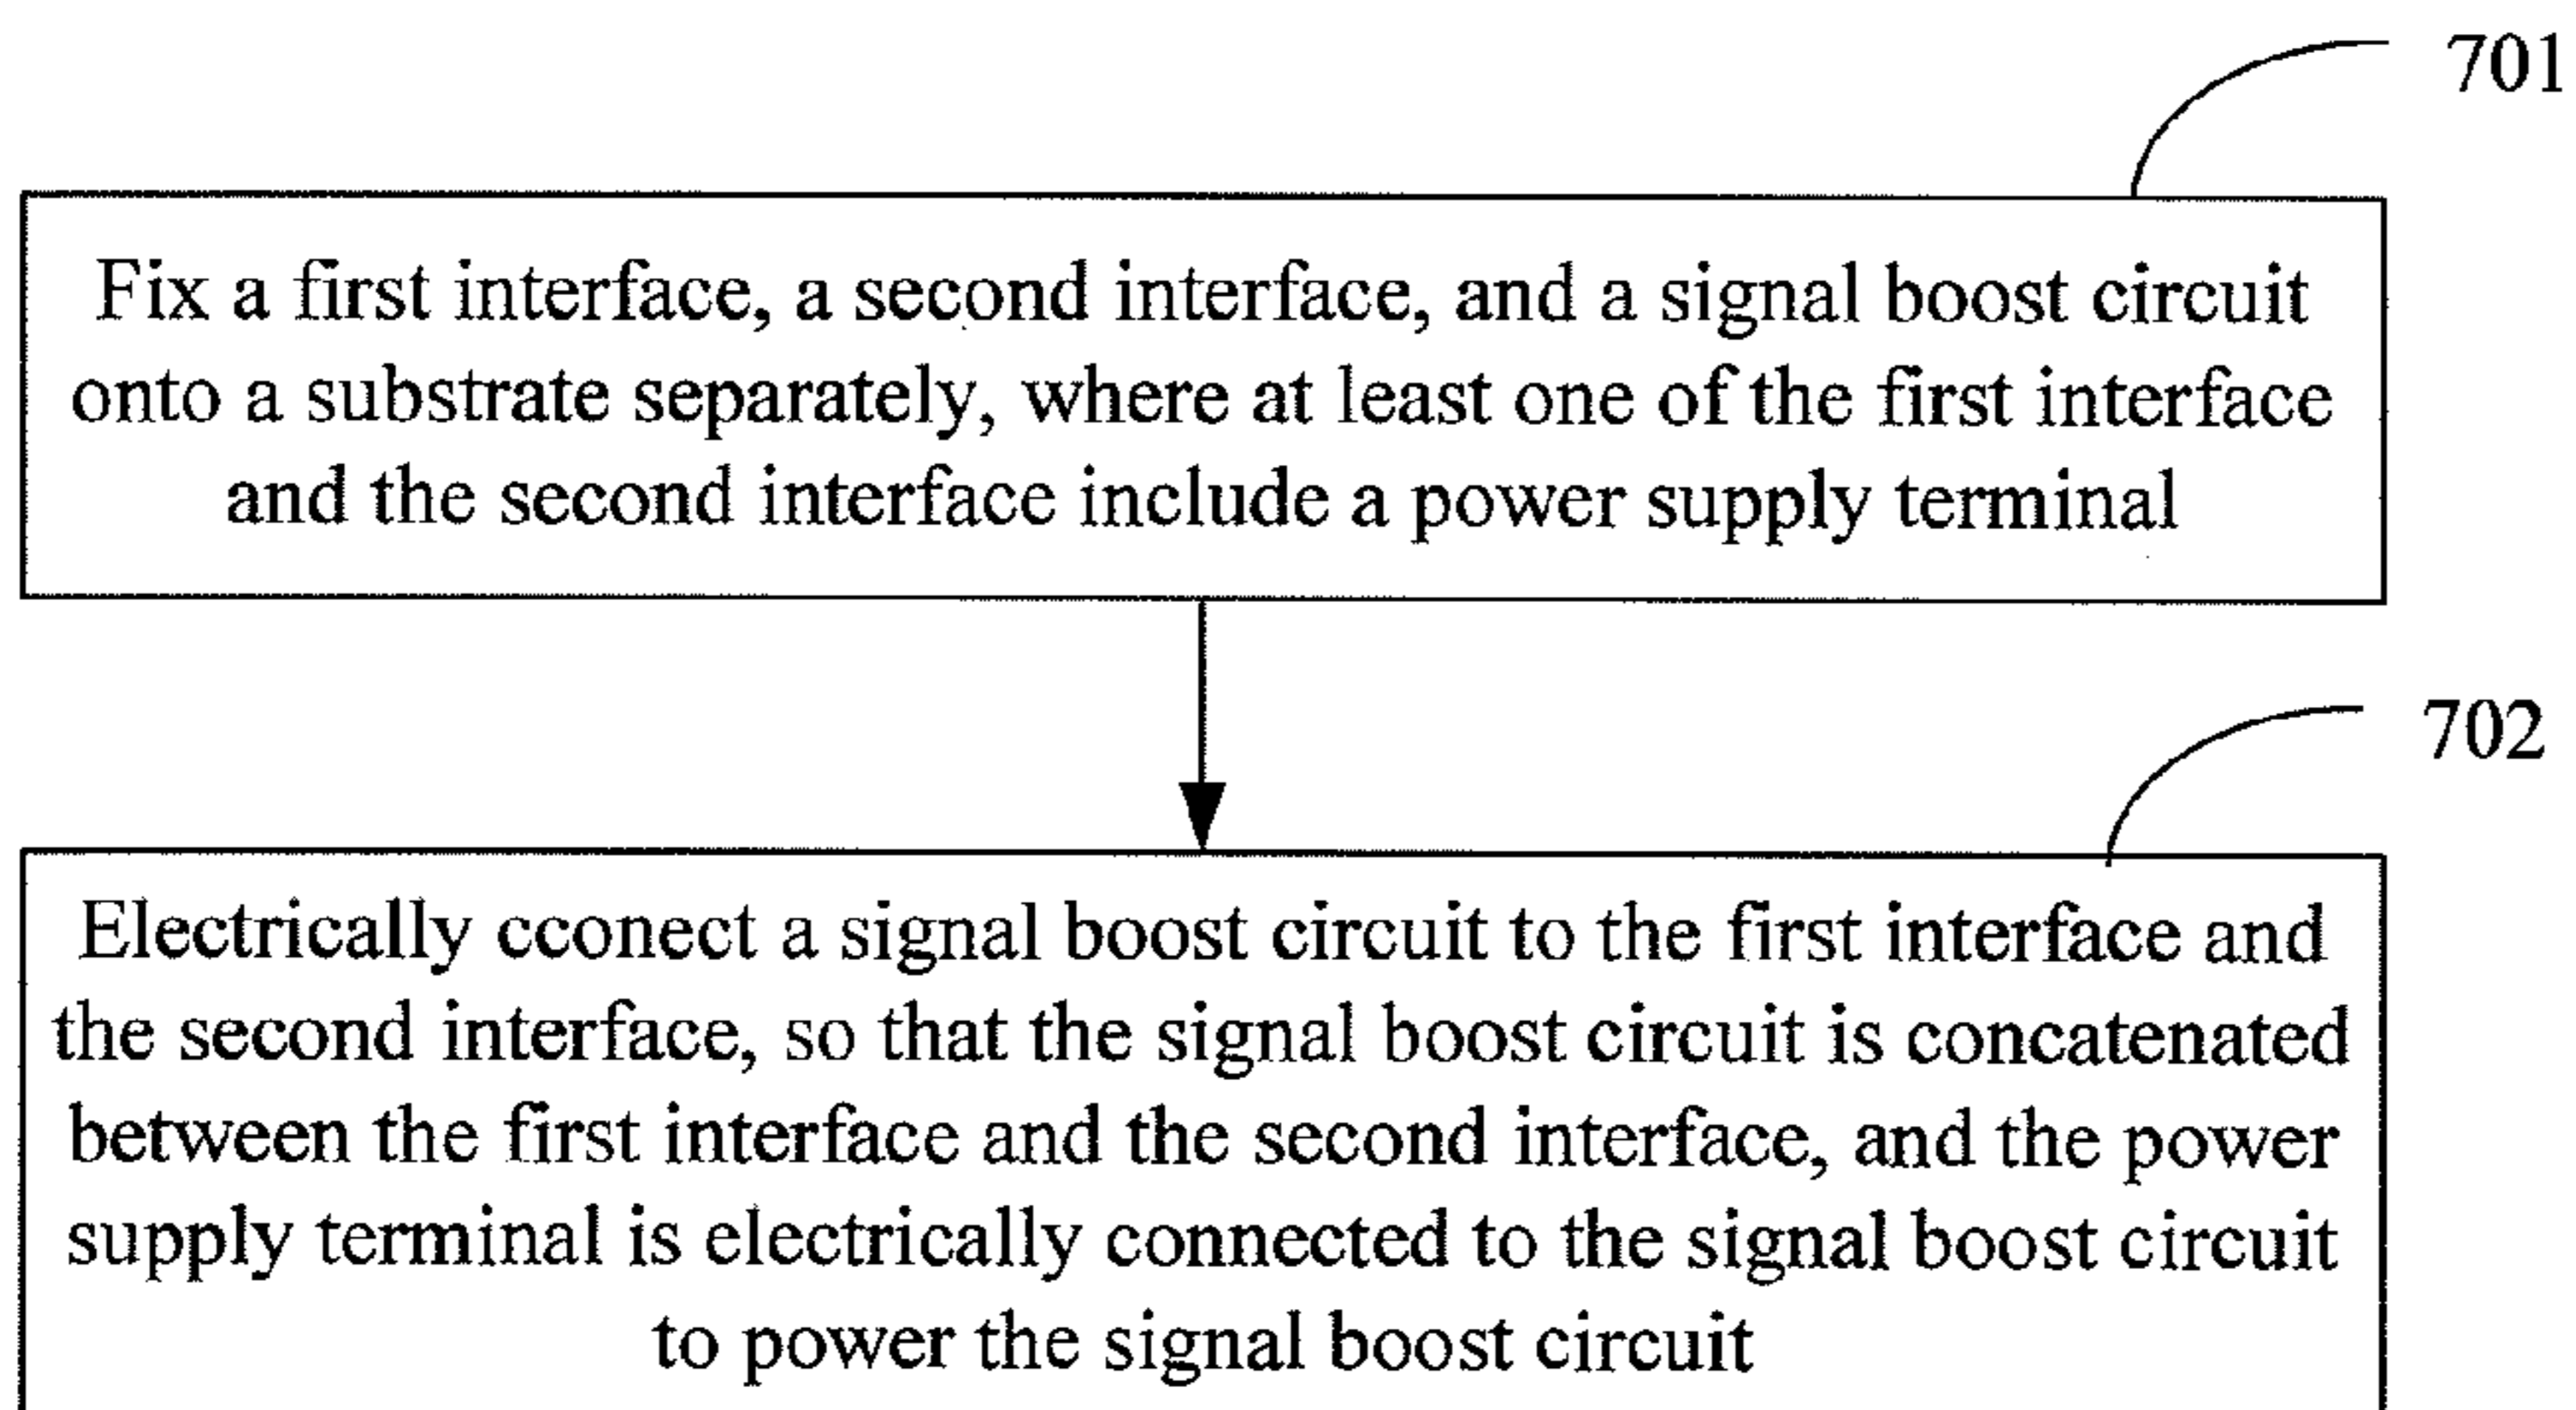 701
Fix a first interface, a second interface, and a signal boost circuit
onto a substrate separately, where at least one of the first interface
and the second interface include a power supply terminal
702
Electrically cconect a signal boost circuit to the first interface and
the second interface, so that the signal boost circuit is concatenated
between the first interface and the second interface, and the power
supply terminal is electrically connected to the signal boost circuit
to power the signal boost circuit